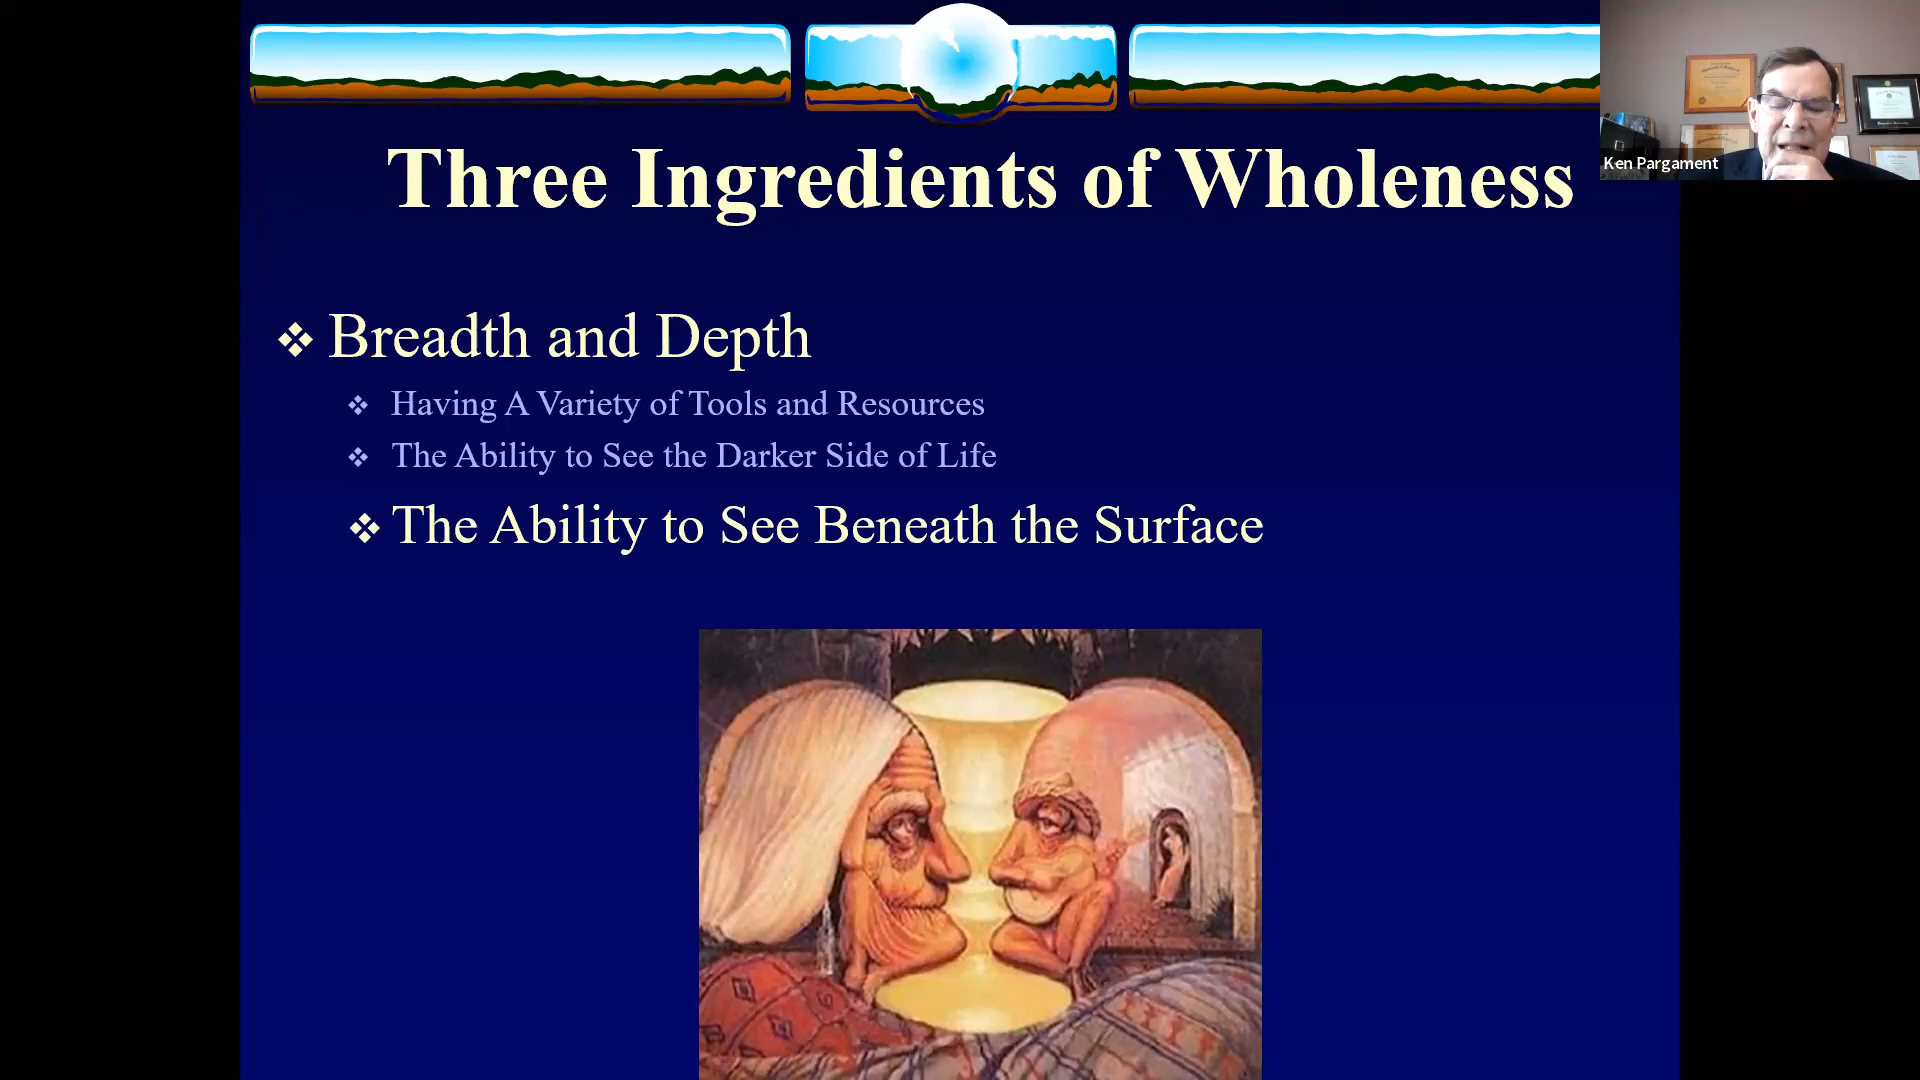 Three Ingredients of Wholeness
Ken Pargament
❖ Breadth and Depth
❖ Having A Variety of Tools and Resources
❖ The Ability to See the Darker Side of Life
❖ The Ability to See Beneath the Surface